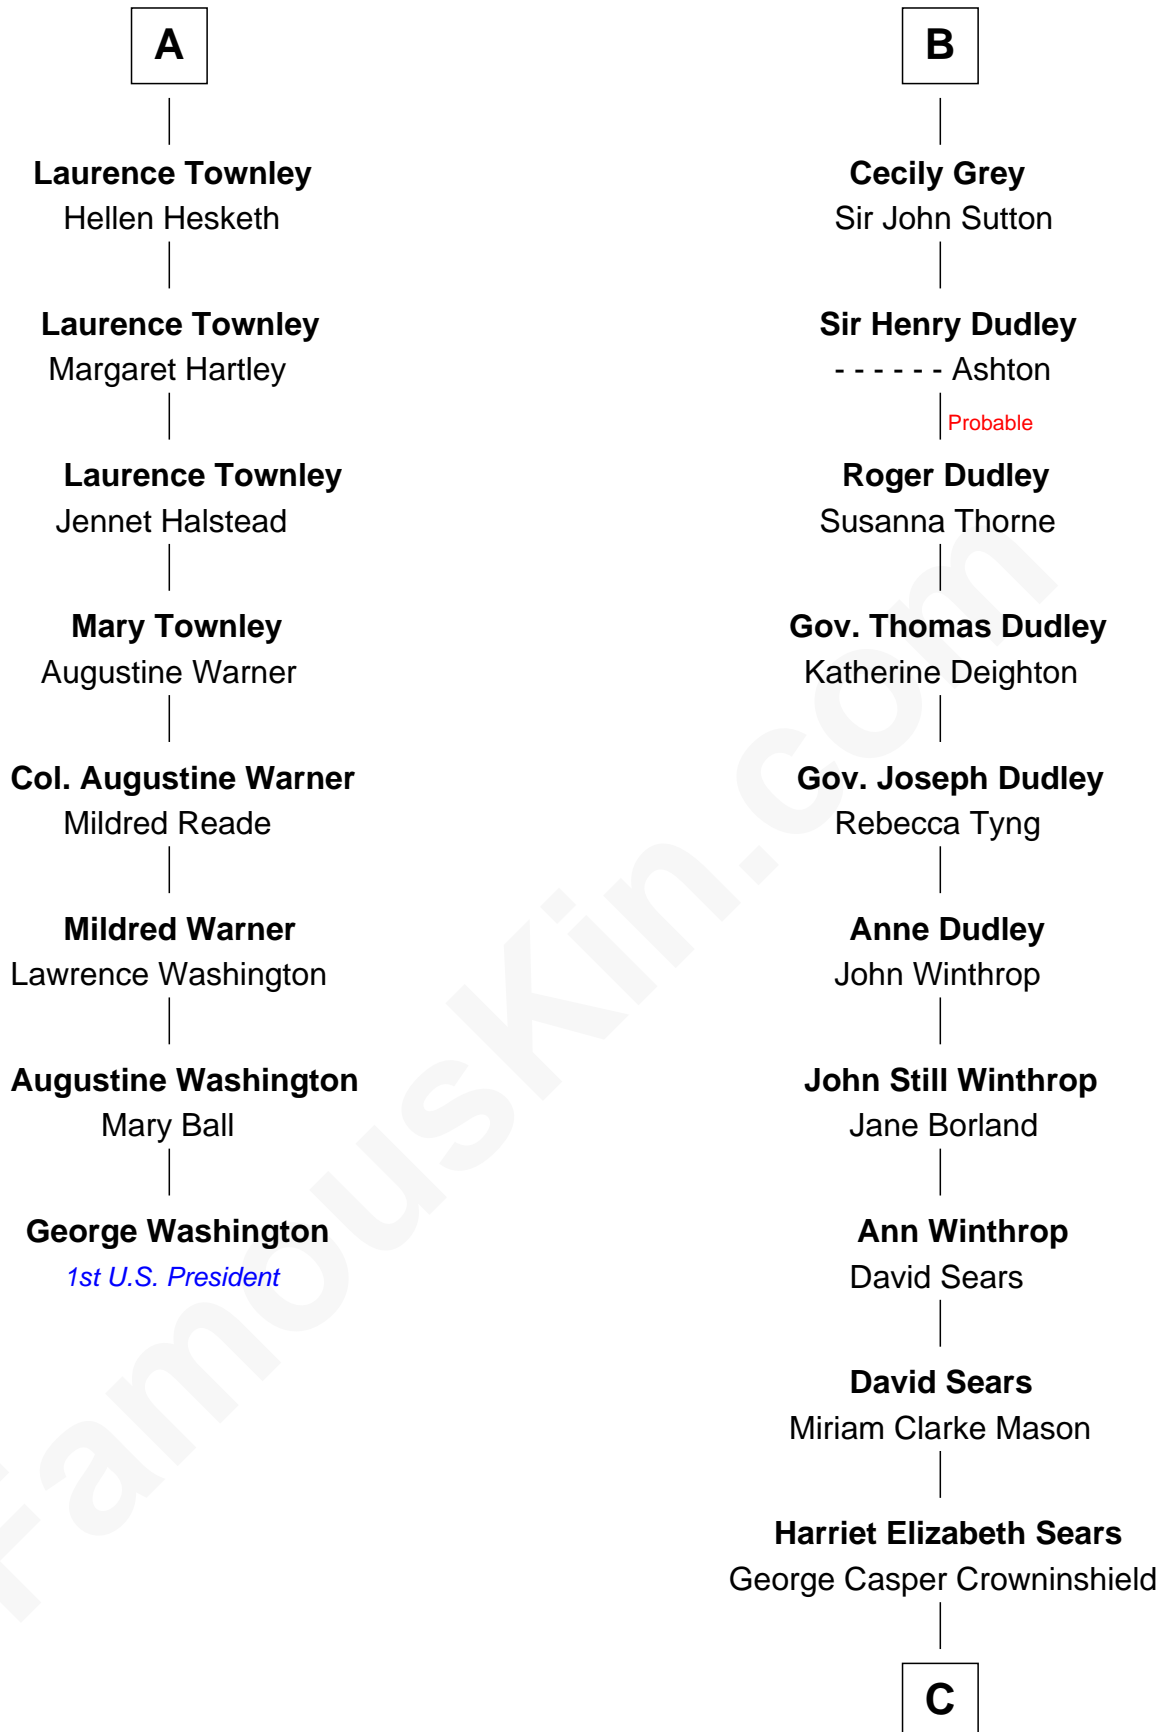 A
Laurence Townley
Hellen Hesketh
Laurence Townley
Margaret Hartley
Laurence Townley
Jennet Halstead
Mary Townley
Augustine Warner
Col. Augustine Warner
Mildred Reade
Mildred Warner
Lawrence Washington
Augustine Washington
Mary Ball
George Washington
1st U.S. President
B
Cecily Grey
Sir John Sutton
Sir Henry Dudley
- - - - - - Ashton
Probable
Roger Dudley
Susanna Thorne
Gov. Thomas Dudley
Katherine Deighton
Gov. Joseph Dudley
Rebecca Tyng
Anne Dudley
John Winthrop
John Still Winthrop
Jane Borland
Ann Winthrop
David Sears
David Sears
Miriam Clarke Mason
Harriet Elizabeth Sears
George Casper Crowninshield
C
FamousKin.com